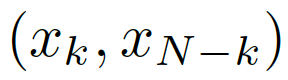 $(x_k, x_{N-k})$